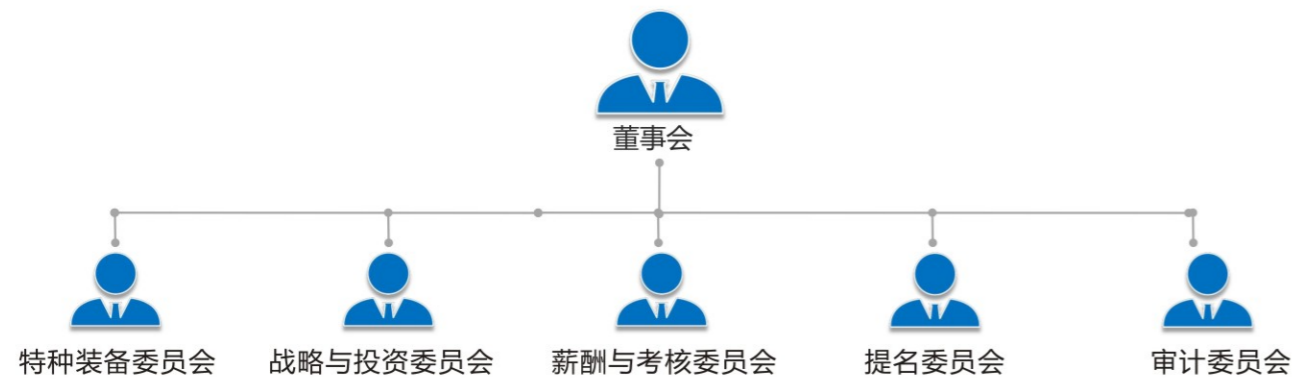 董事会
特种装备委员会
战略与投资委员会
薪酬与考核委员会
提名委员会
审计委员会